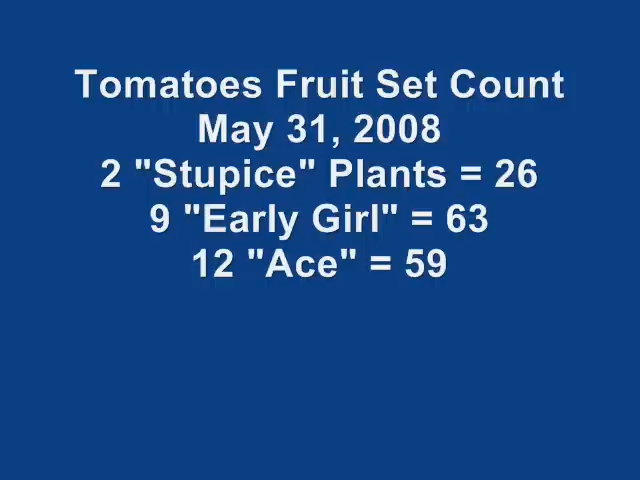 Tomatoes Fruit Set Count
May 31, 2008
2 "Stupice" Plants = 26
9 "Early Girl" = 63
12 "Ace" = 59